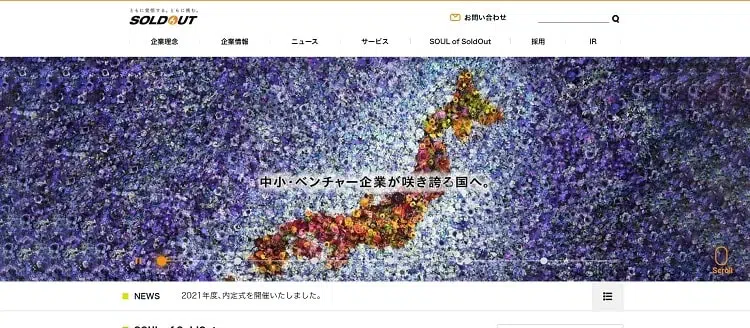 ともに発信する。ともに挑む。
SOLDOUT
お問い合わせ
企業理念 企業情報 ニュース サービス SOUL of SoldOut 採用 IR
中小・ベンチャー企業が咲き誇る国へ。
Scroll
NEWS 2021年度、内定式を開催いたしました。
SOUL of SoldOut